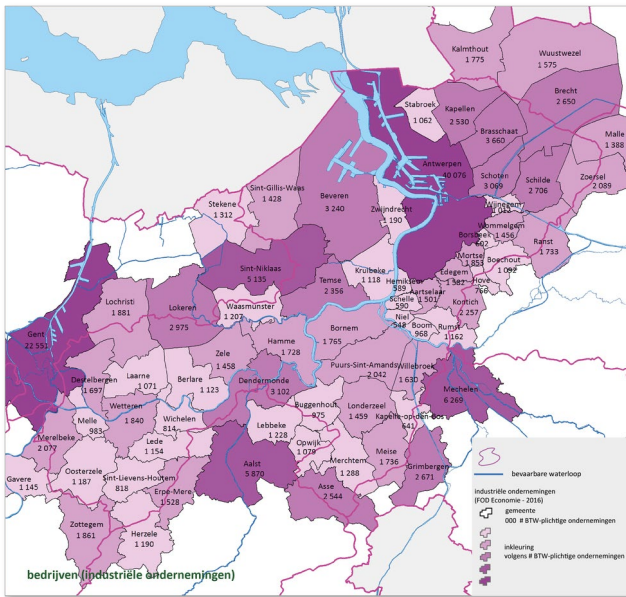 Kalmthout
1 775
Wuustwezel
1 575
Brecht
2 650
Stabroek
1 062
Kapellen
2 530
Brasschaat
3 660
Malle
1 388
Antwerpen
40 076
Schoten
3 069
Schilde
2 706
Zoersel
2 089
Sint-Gillis-Waas
1 428
Stekene
1 312
Beveren
3 240
Zwijndrecht
1 190
Wijnegem
1 012
Wommelgem
1 456
Borsbeek
602
Ranst
1 733
Mortsel
1 853
Boechout
1 092
Sint-Niklaas
5 135
Temse
2 356
Kruibeke
1 118
Hemiksem
589
Edegem
1 382
Hove
766
Aartselaar
1 501
Schelle
590
Kontich
2 257
Lochristi
1 881
Lokeren
2 975
Waasmunster
1 207
Gent
22 551
Hamme
1 728
Bornem
1 765
Niel
548
Boom
968
Rumst
1 162
Zele
1 458
Destelbergen
1 697
Laarne
1 071
Berlare
1 123
Dendermonde
3 102
Puurs-Sint-Amands
2 042
Willebroek
1 630
Mechelen
6 269
Wetteren
1 840
Wichelen
814
Buggenhout
975
Londerzeel
1 459
Kapelle-op-den-Bos
641
Melle
983
Lebbeke
1 228
Merelbeke
2 077
Lede
1 154
Opwijk
1 079
Merchtem
1 288
Meise
1 736
Grimbergen
2 671
Oosterzele
1 187
Sint-Lievens-Houtem
818
Aalst
5 870
Gavere
1 145
Erpe-Mere
1 528
Asse
2 544
Zottegem
1 861
Herzele
1 190
bedrijven (industriële ondernemingen)
bevaarbare waterloop
industriële ondernemingen
(FOD Economie - 2016)
gemeente
000 # BTW-plichtige ondernemingen
inkleuring
volgens # BTW-plichtige ondernemingen